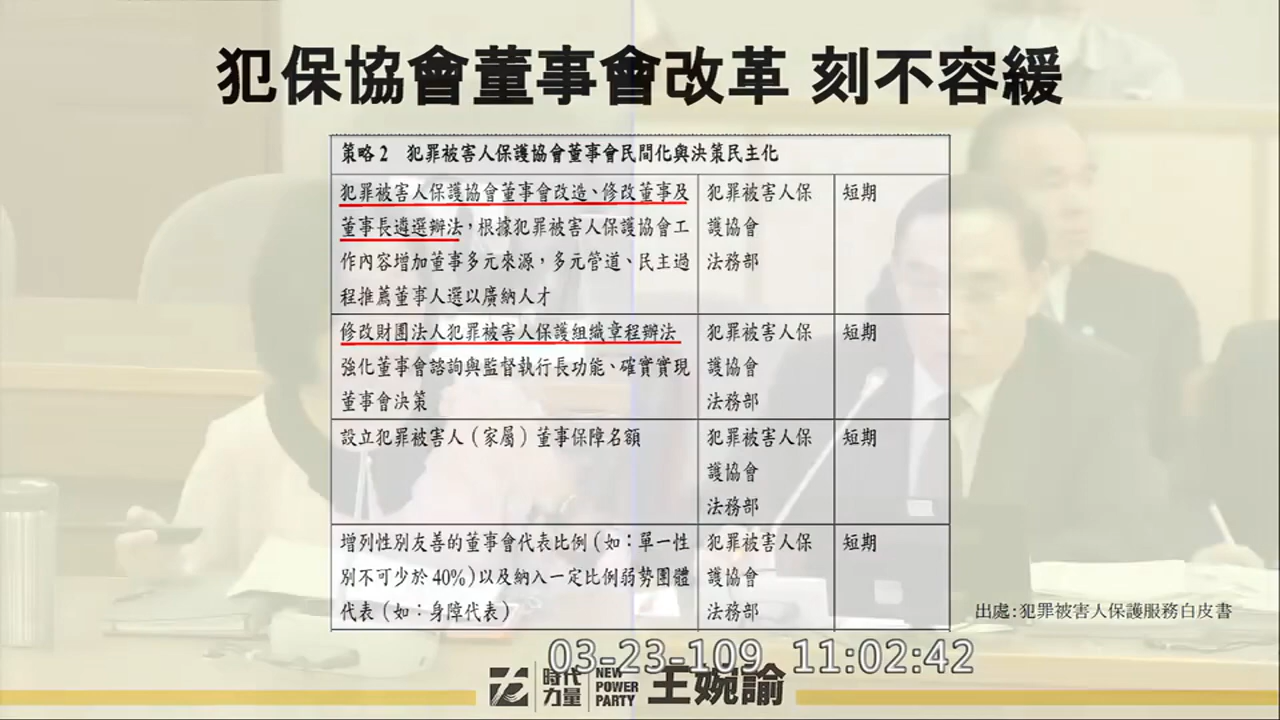 犯保協會董事會改革 刻不容緩
策略2 犯罪被害人保護協會董事會民間化與決策民主化
犯罪被害人保護協會董事會改造、修改董事及
董事長遴選辦法，根據犯罪被害人保護協會工
作內容增加董事多元來源，多元管道、民主過
程推薦董事人選以廣納人才
犯罪被害人保
護協會
法務部
短期
修改財團法人犯罪被害人保護組織章程辦法
強化董事會諮詢與監督執行長功能、確實實現
董事會決策
犯罪被害人保
護協會
法務部
短期
設立犯罪被害人（家屬）董事保障名額
犯罪被害人保
護協會
法務部
短期
增列性別友善的董事會代表比例（如：單一性
別不可少於40%）以及納入一定比例弱勢團體
代表（如：身障代表）
犯罪被害人保
護協會
法務部
短期
出處:犯罪被害人保護服務白皮書
03-23-109 11:02:42
時代
力量
NEW
POWER
PARTY
王婉諭